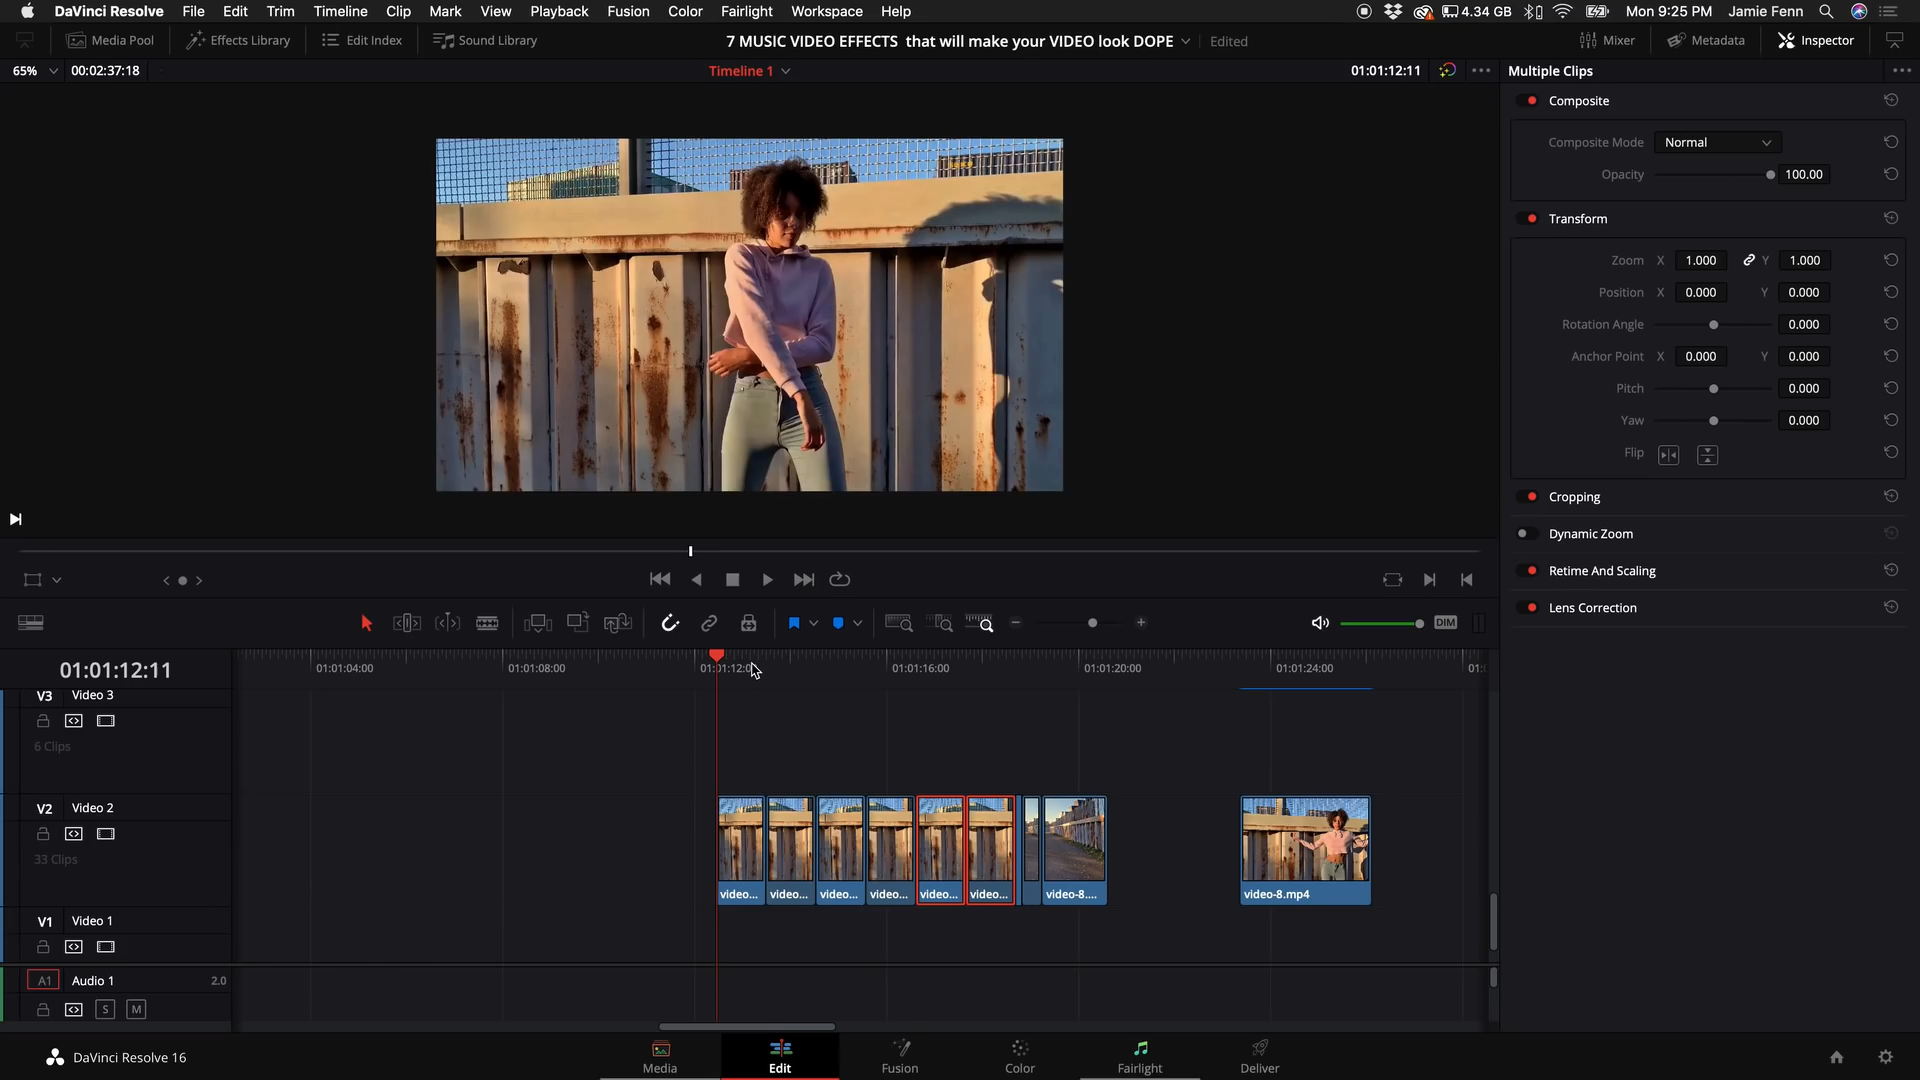 DaVinci Resolve File Edit Trim Timeline Clip Mark View Playback Fusion Color Fairlight Workspace Help 4.34 GB Mon 9:25 PM Jamie Fenn
Media Pool Effects Library Edit Index Sound Library 7 MUSIC VIDEO EFFECTS that will make your VIDEO look DOPE Edited Mixer Metadata Inspector
65% 00:02:37:18 Timeline 1 01:01:12:11 Multiple Clips
Composite
Composite Mode Normal
Opacity 100.00
Transform
Zoom X 1.000 Y 1.000
Position X 0.000 Y 0.000
Rotation Angle 0.000
Anchor Point X 0.000 Y 0.000
Pitch 0.000
Yaw 0.000
Flip
Cropping
Dynamic Zoom
Retime And Scaling
Lens Correction
DIM
01:01:12:11 01:01:04:00 01:01:08:00 01:01:12:00 01:01:16:00 01:01:20:00 01:01:24:00
V3 Video 3
6 Clips
V2 Video 2
33 Clips
video... video... video... video... video... video... video-8.... video-8.mp4
V1 Video 1
A1 Audio 1 2.0
S M
DaVinci Resolve 16 Media Edit Fusion Color Fairlight Deliver